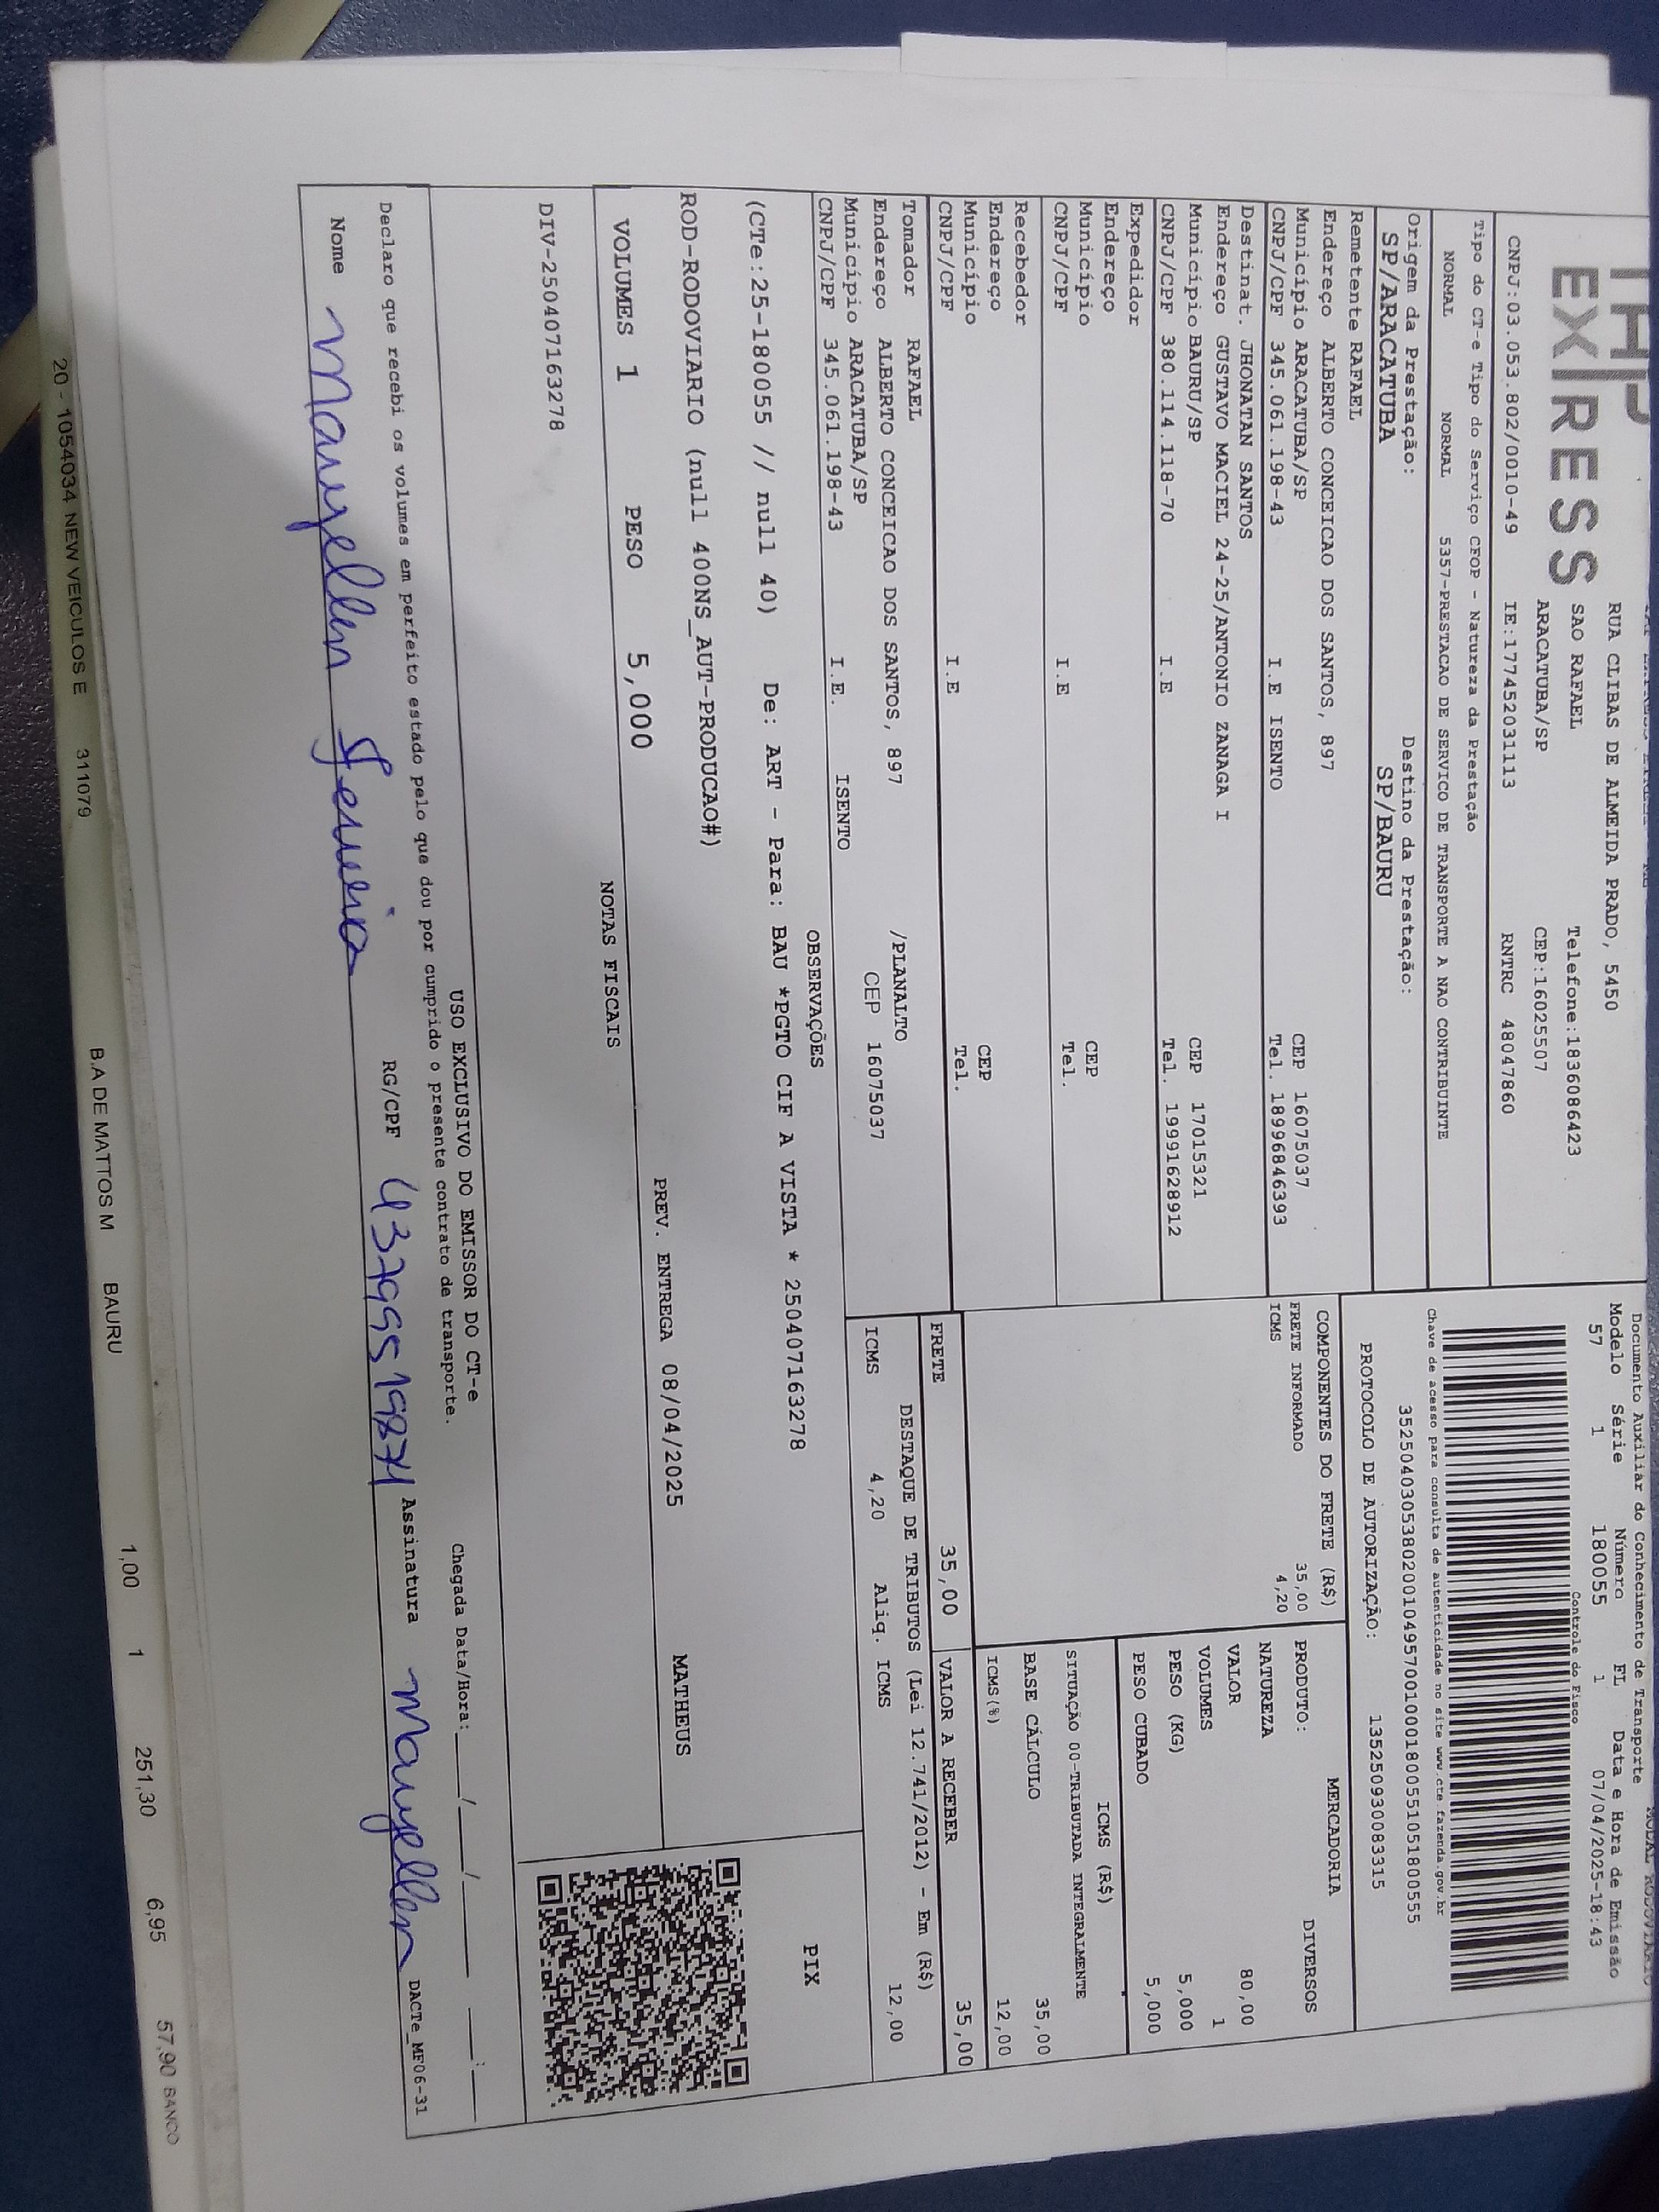 EXPRESS
RUA CLIBAS DE ALMEIDA PRADO, 5450
SAO RAFAEL Telefone:1836086423
ARACATUBA/SP CEP:16025507
CNPJ:03.053.802/0010-49 IE:177452031113 RNTRC 48047860
Documento Auxiliar do Conhecimento de Transporte
Modelo Série Número FL Data e Hora de Emissão
57 1 180055 1 07/04/2025-18:43
Controle do Fisco
Chave de acesso para consulta de autenticidade no site www.cte.fazenda.gov.br
35250403053802001049570010001800551051800555
PROTOCOLO DE AUTORIZAÇÃO: 135250930083315
Tipo do CT-e Tipo do Serviço CFOP - Natureza da Prestação
NORMAL NORMAL 5357-PRESTACAO DE SERVICO DE TRANSPORTE A NAO CONTRIBUINTE
Origem da Prestação: Destino da Prestação:
SP/ARACATUBA SP/BAURU
Remetente RAFAEL
Endereço ALBERTO CONCEICAO DOS SANTOS, 897
Município ARACATUBA/SP CEP 16075037
CNPJ/CPF 345.061.198-43 I.E ISENTO Tel. 18996846393
Destinat. JHONATAN SANTOS
Endereço GUSTAVO MACIEL 24-25/ANTONIO ZANAGA I
Município BAURU/SP CEP 17015321
CNPJ/CPF 380.114.118-70 I.E Tel. 19991628912
Expedidor
Endereço
Município CEP
CNPJ/CPF I.E Tel.
Recebedor
Endereço
Município CEP
CNPJ/CPF I.E Tel.
Tomador RAFAEL
Endereço ALBERTO CONCEICAO DOS SANTOS, 897 /PLANALTO
Município ARACATUBA/SP CEP 16075037
CNPJ/CPF 345.061.198-43 I.E. ISENTO
COMPONENTES DO FRETE (R$)
FRETE INFORMADO 35,00
ICMS 4,20
MERCADORIA
PRODUTO: DIVERSOS
NATUREZA
VALOR 80,00
VOLUMES 1
PESO (KG) 5,000
PESO CUBADO 5,000
ICMS (R$)
SITUAÇÃO 00-TRIBUTADA INTEGRALMENTE
BASE CÁLCULO 35,00
ICMS(%) 12,00
FRETE 35,00 VALOR A RECEBER 35,00
DESTAQUE DE TRIBUTOS (Lei 12.741/2012) - Em (R$)
ICMS 4,20 Aliq. ICMS 12,00
OBSERVAÇÕES
(CTe:25-180055 // null 40) De: ART - Para: BAU *PGTO CIF A VISTA * 250407163278
ROD-RODOVIARIO (null 400NS_AUT-PRODUCAO#)
PIX
VOLUMES 1 PESO 5,000 PREV. ENTREGA 08/04/2025 MATHEUS
NOTAS FISCAIS
DIV-250407163278
USO EXCLUSIVO DO EMISSOR DO CT-e
Chegada Data/Hora:___/___/______ ___:___
Declaro que recebi os volumes em perfeito estado pelo que dou por cumprido o presente contrato de transporte.
Nome Mayellen RG/CPF Assinatura Mayellen
DACTe_MF06-31
20 - 1054034 NEW VEICULOS E 311079 B.A DE MATTOS M BAURU 1,00 1 251,30 6,95 57,90 BANCO